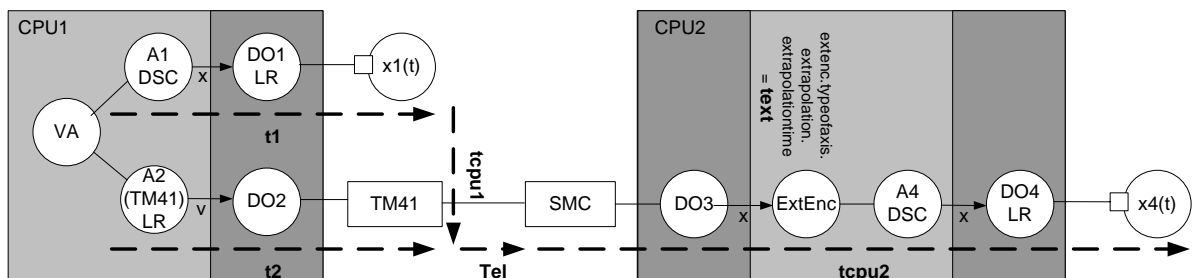 CPU1
A1
DSC
x
DO1
LR
x1(t)
VA
t1
A2
(TM41)
LR
v
DO2
TM41
tcpu1
t2
Tel
SMC
CPU2
DO3
x
extenc.typeofaxis.
extrapolation.
extrapolationtime
= text
ExtEnc
A4
DSC
x
DO4
LR
x4(t)
tcpu2